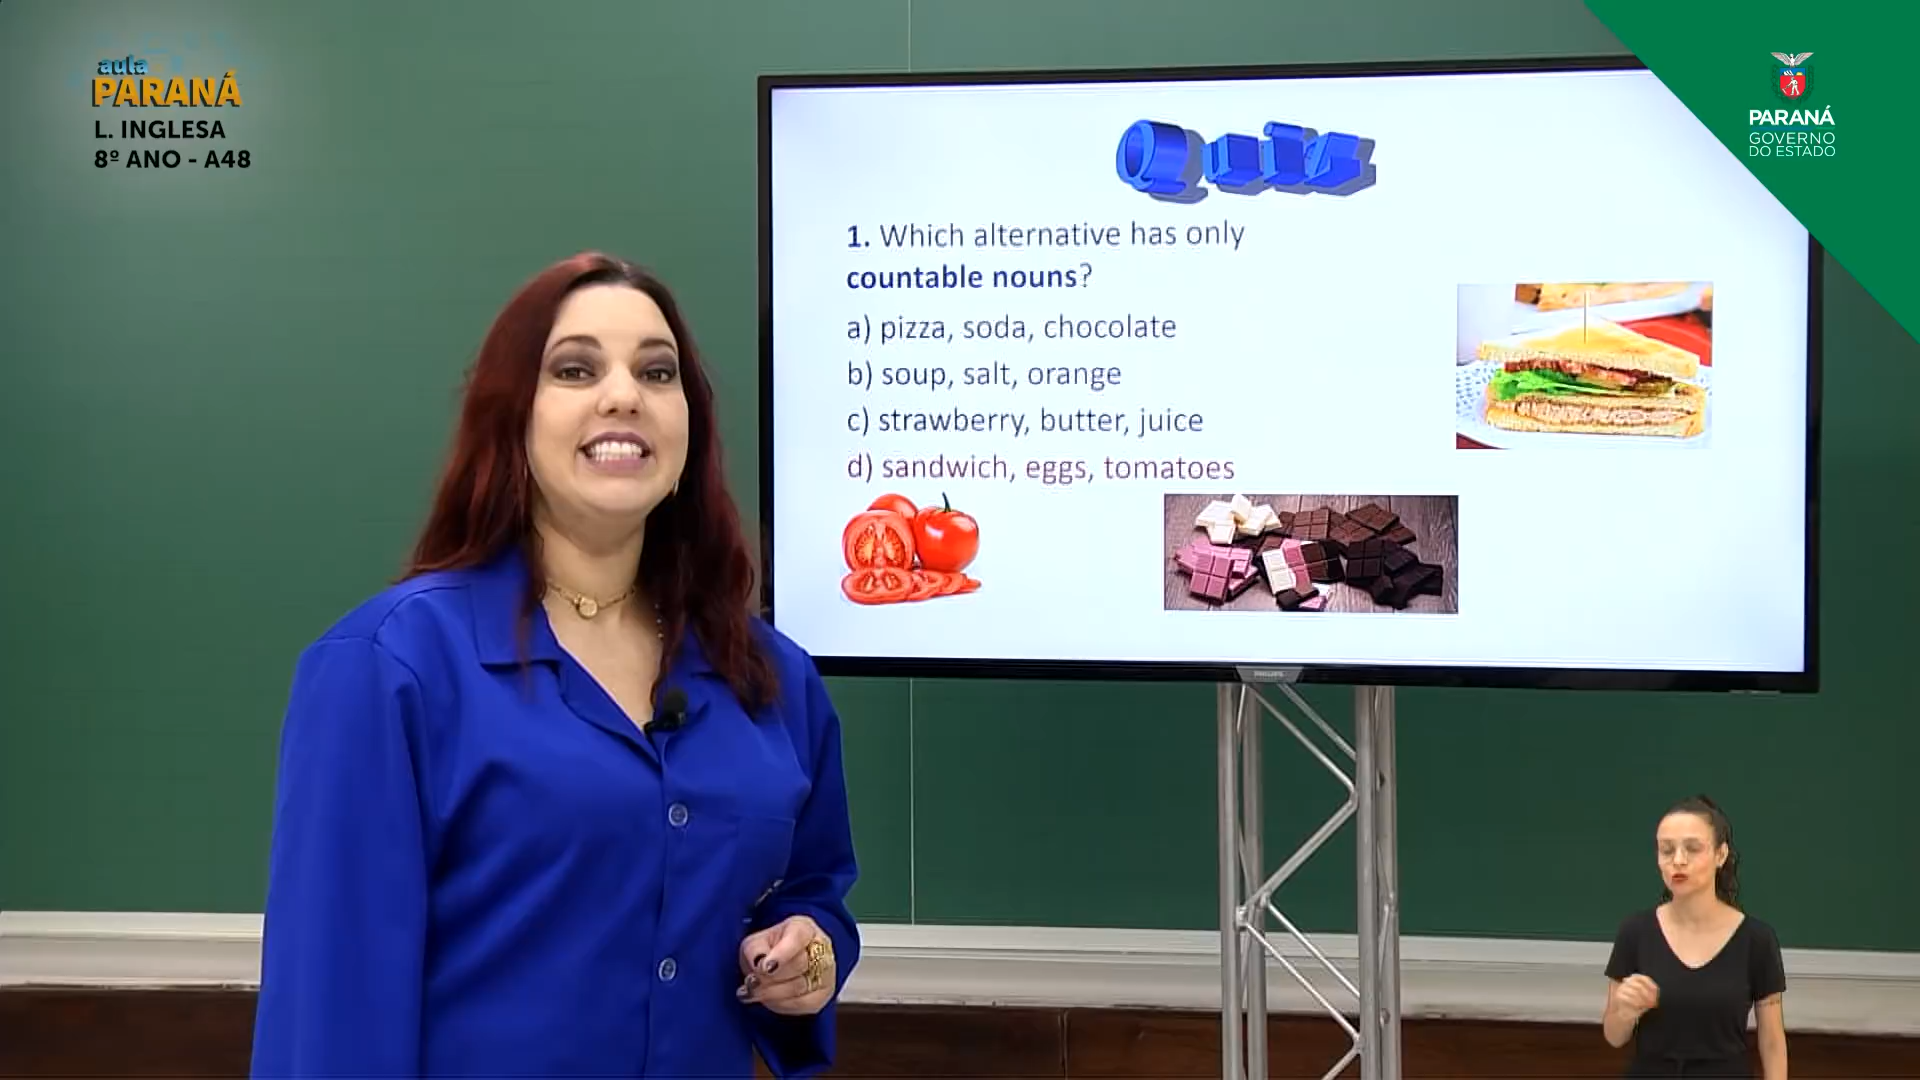 aula
PARANÁ
L. INGLESA
8º ANO - A48
PARANÁ
GOVERNO
DO ESTADO
Quiz
1. Which alternative has only
countable nouns?
a) pizza, soda, chocolate
b) soup, salt, orange
c) strawberry, butter, juice
d) sandwich, eggs, tomatoes
PHILIPS